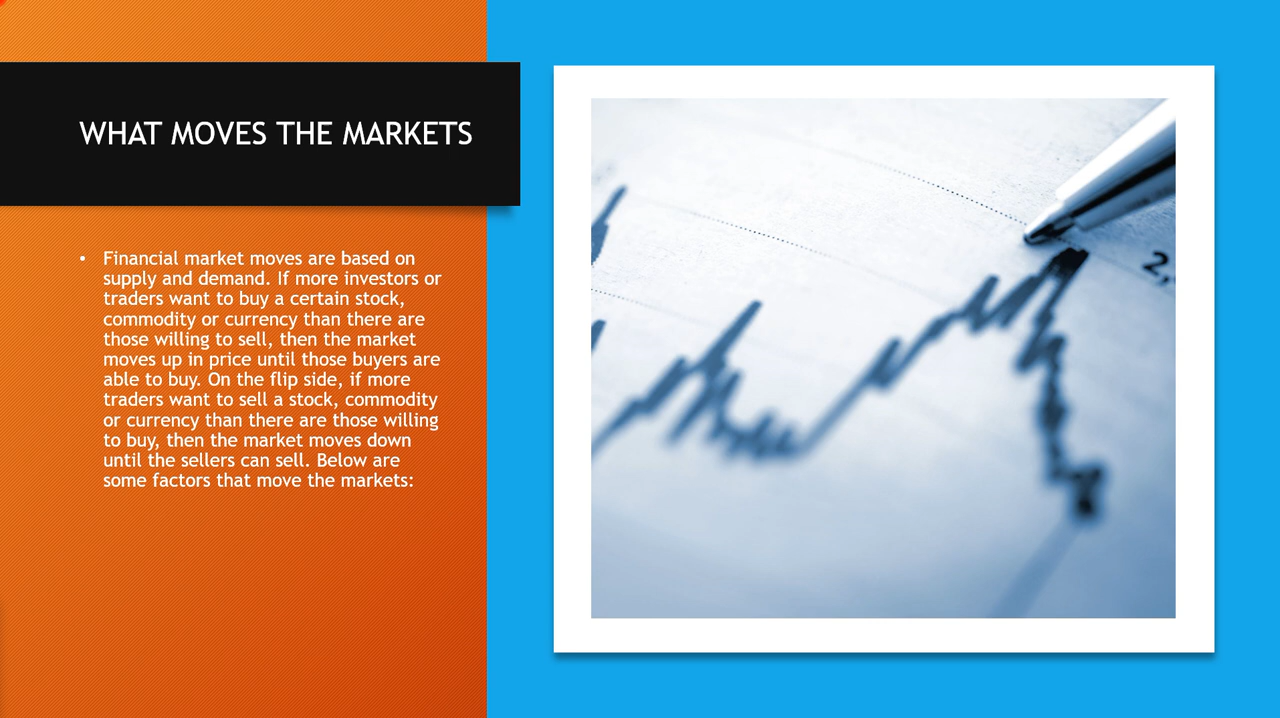 WHAT MOVES THE MARKETS
• Financial market moves are based on
supply and demand. If more investors or
traders want to buy a certain stock,
commodity or currency than there are
those willing to sell, then the market
moves up in price until those buyers are
able to buy. On the flip side, if more
traders want to sell a stock, commodity
or currency than there are those willing
to buy, then the market moves down
until the sellers can sell. Below are
some factors that move the markets:
2,